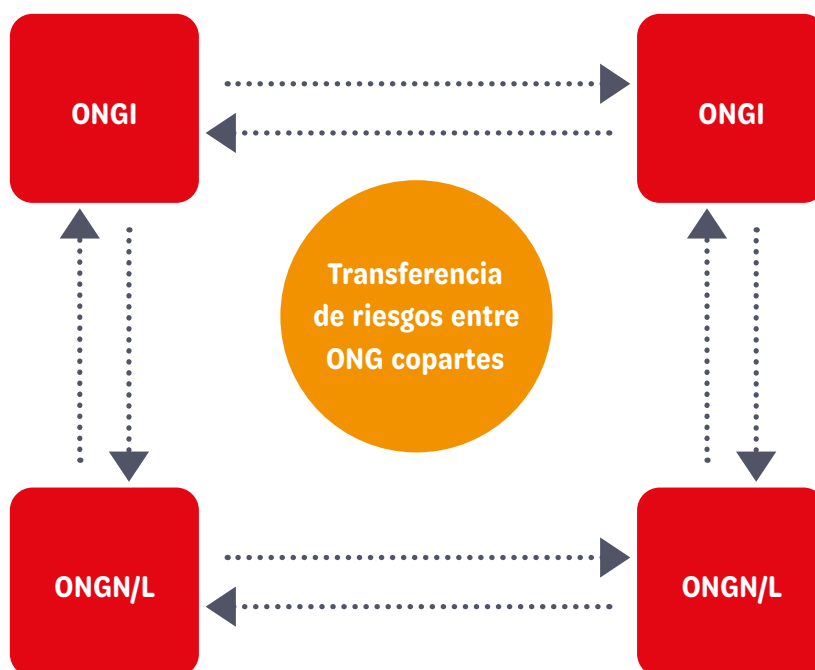 ONGI
ONGI
Transferencia
de riesgos entre
ONG copartes
ONGN/L
ONGN/L